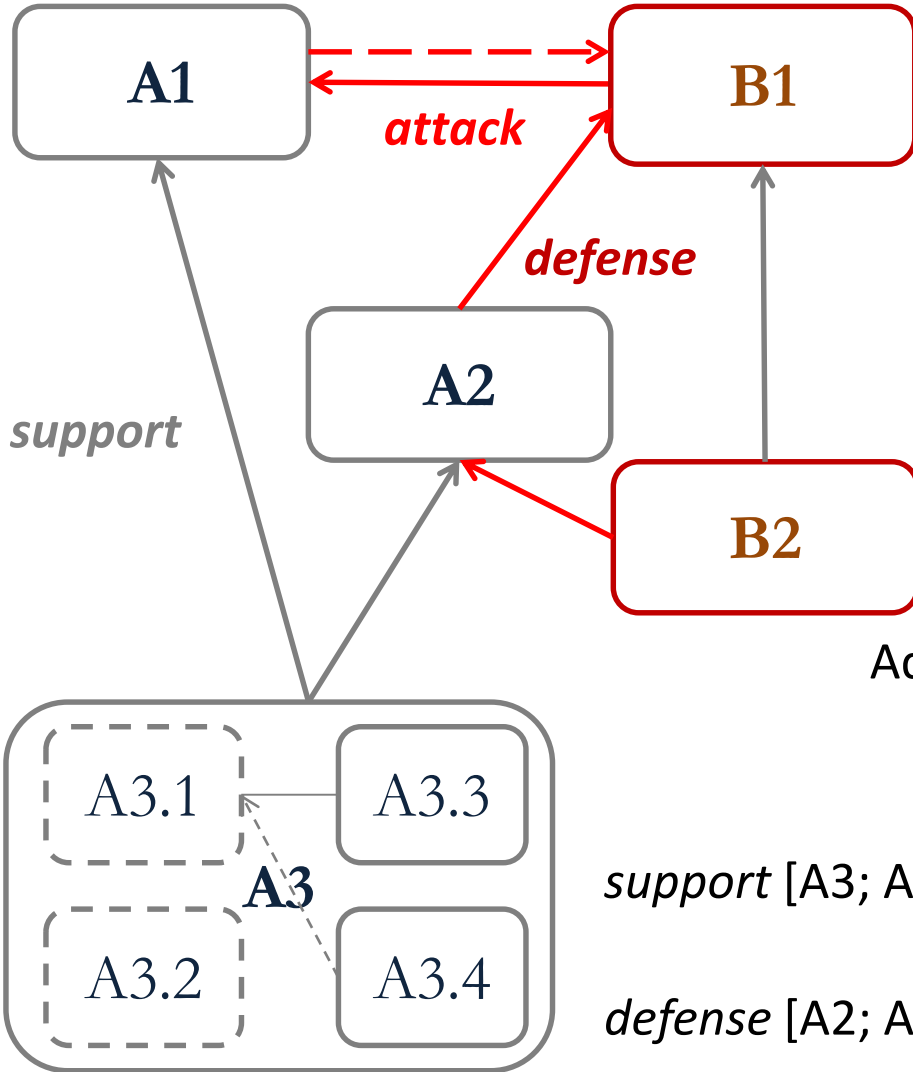 A1
B1
attack
defense
A2
support
B2
Ac
A3.1
A3.3
A3
support [A3; A
A3.2
A3.4
defense [A2; A